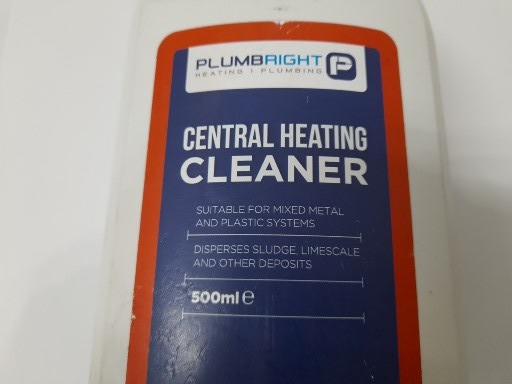 PLUMBRIGHT
HEATING | PLUMBING
P
CENTRAL HEATING
CLEANER
SUITABLE FOR MIXED METAL
AND PLASTIC SYSTEMS
DISPERSES SLUDGE, LIMESCALE
AND OTHER DEPOSITS
500ml ℮